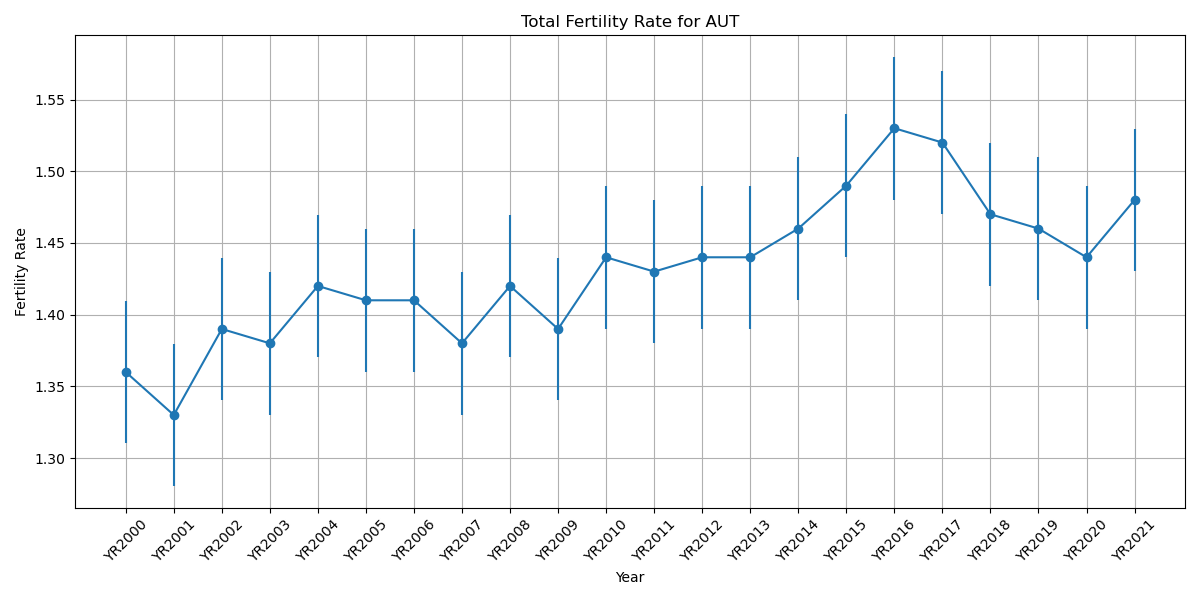 Total Fertility Rate for AUT
Fertility Rate
1.55
1.50
1.45
1.40
1.35
1.30
YR2000
YR2001
YR2002
YR2003
YR2004
YR2005
YR2006
YR2007
YR2008
YR2009
YR2010
YR2011
YR2012
YR2013
YR2014
YR2015
YR2016
YR2017
YR2018
YR2019
YR2020
YR2021
Year